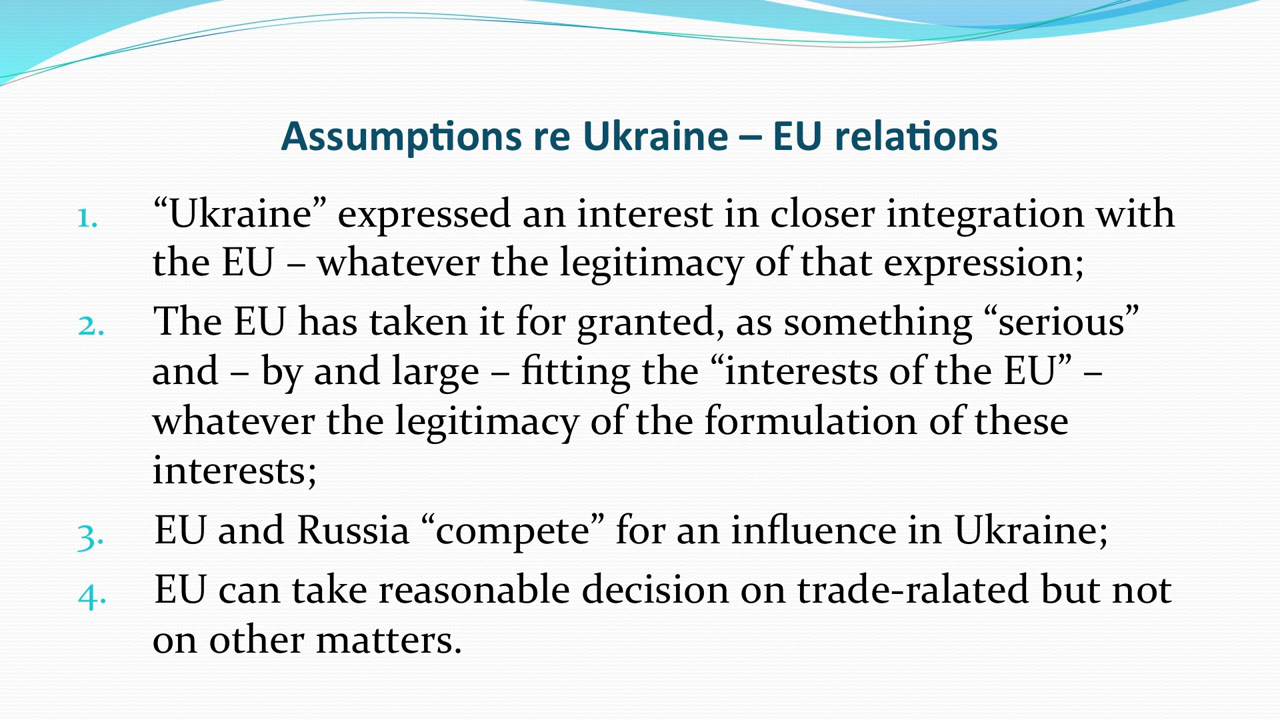 Assumptions re Ukraine – EU relations
1. “Ukraine” expressed an interest in closer integration with
the EU – whatever the legitimacy of that expression;
2. The EU has taken it for granted, as something “serious”
and – by and large – fitting the “interests of the EU” –
whatever the legitimacy of the formulation of these
interests;
3. EU and Russia “compete” for an influence in Ukraine;
4. EU can take reasonable decision on trade-ralated but not
on other matters.